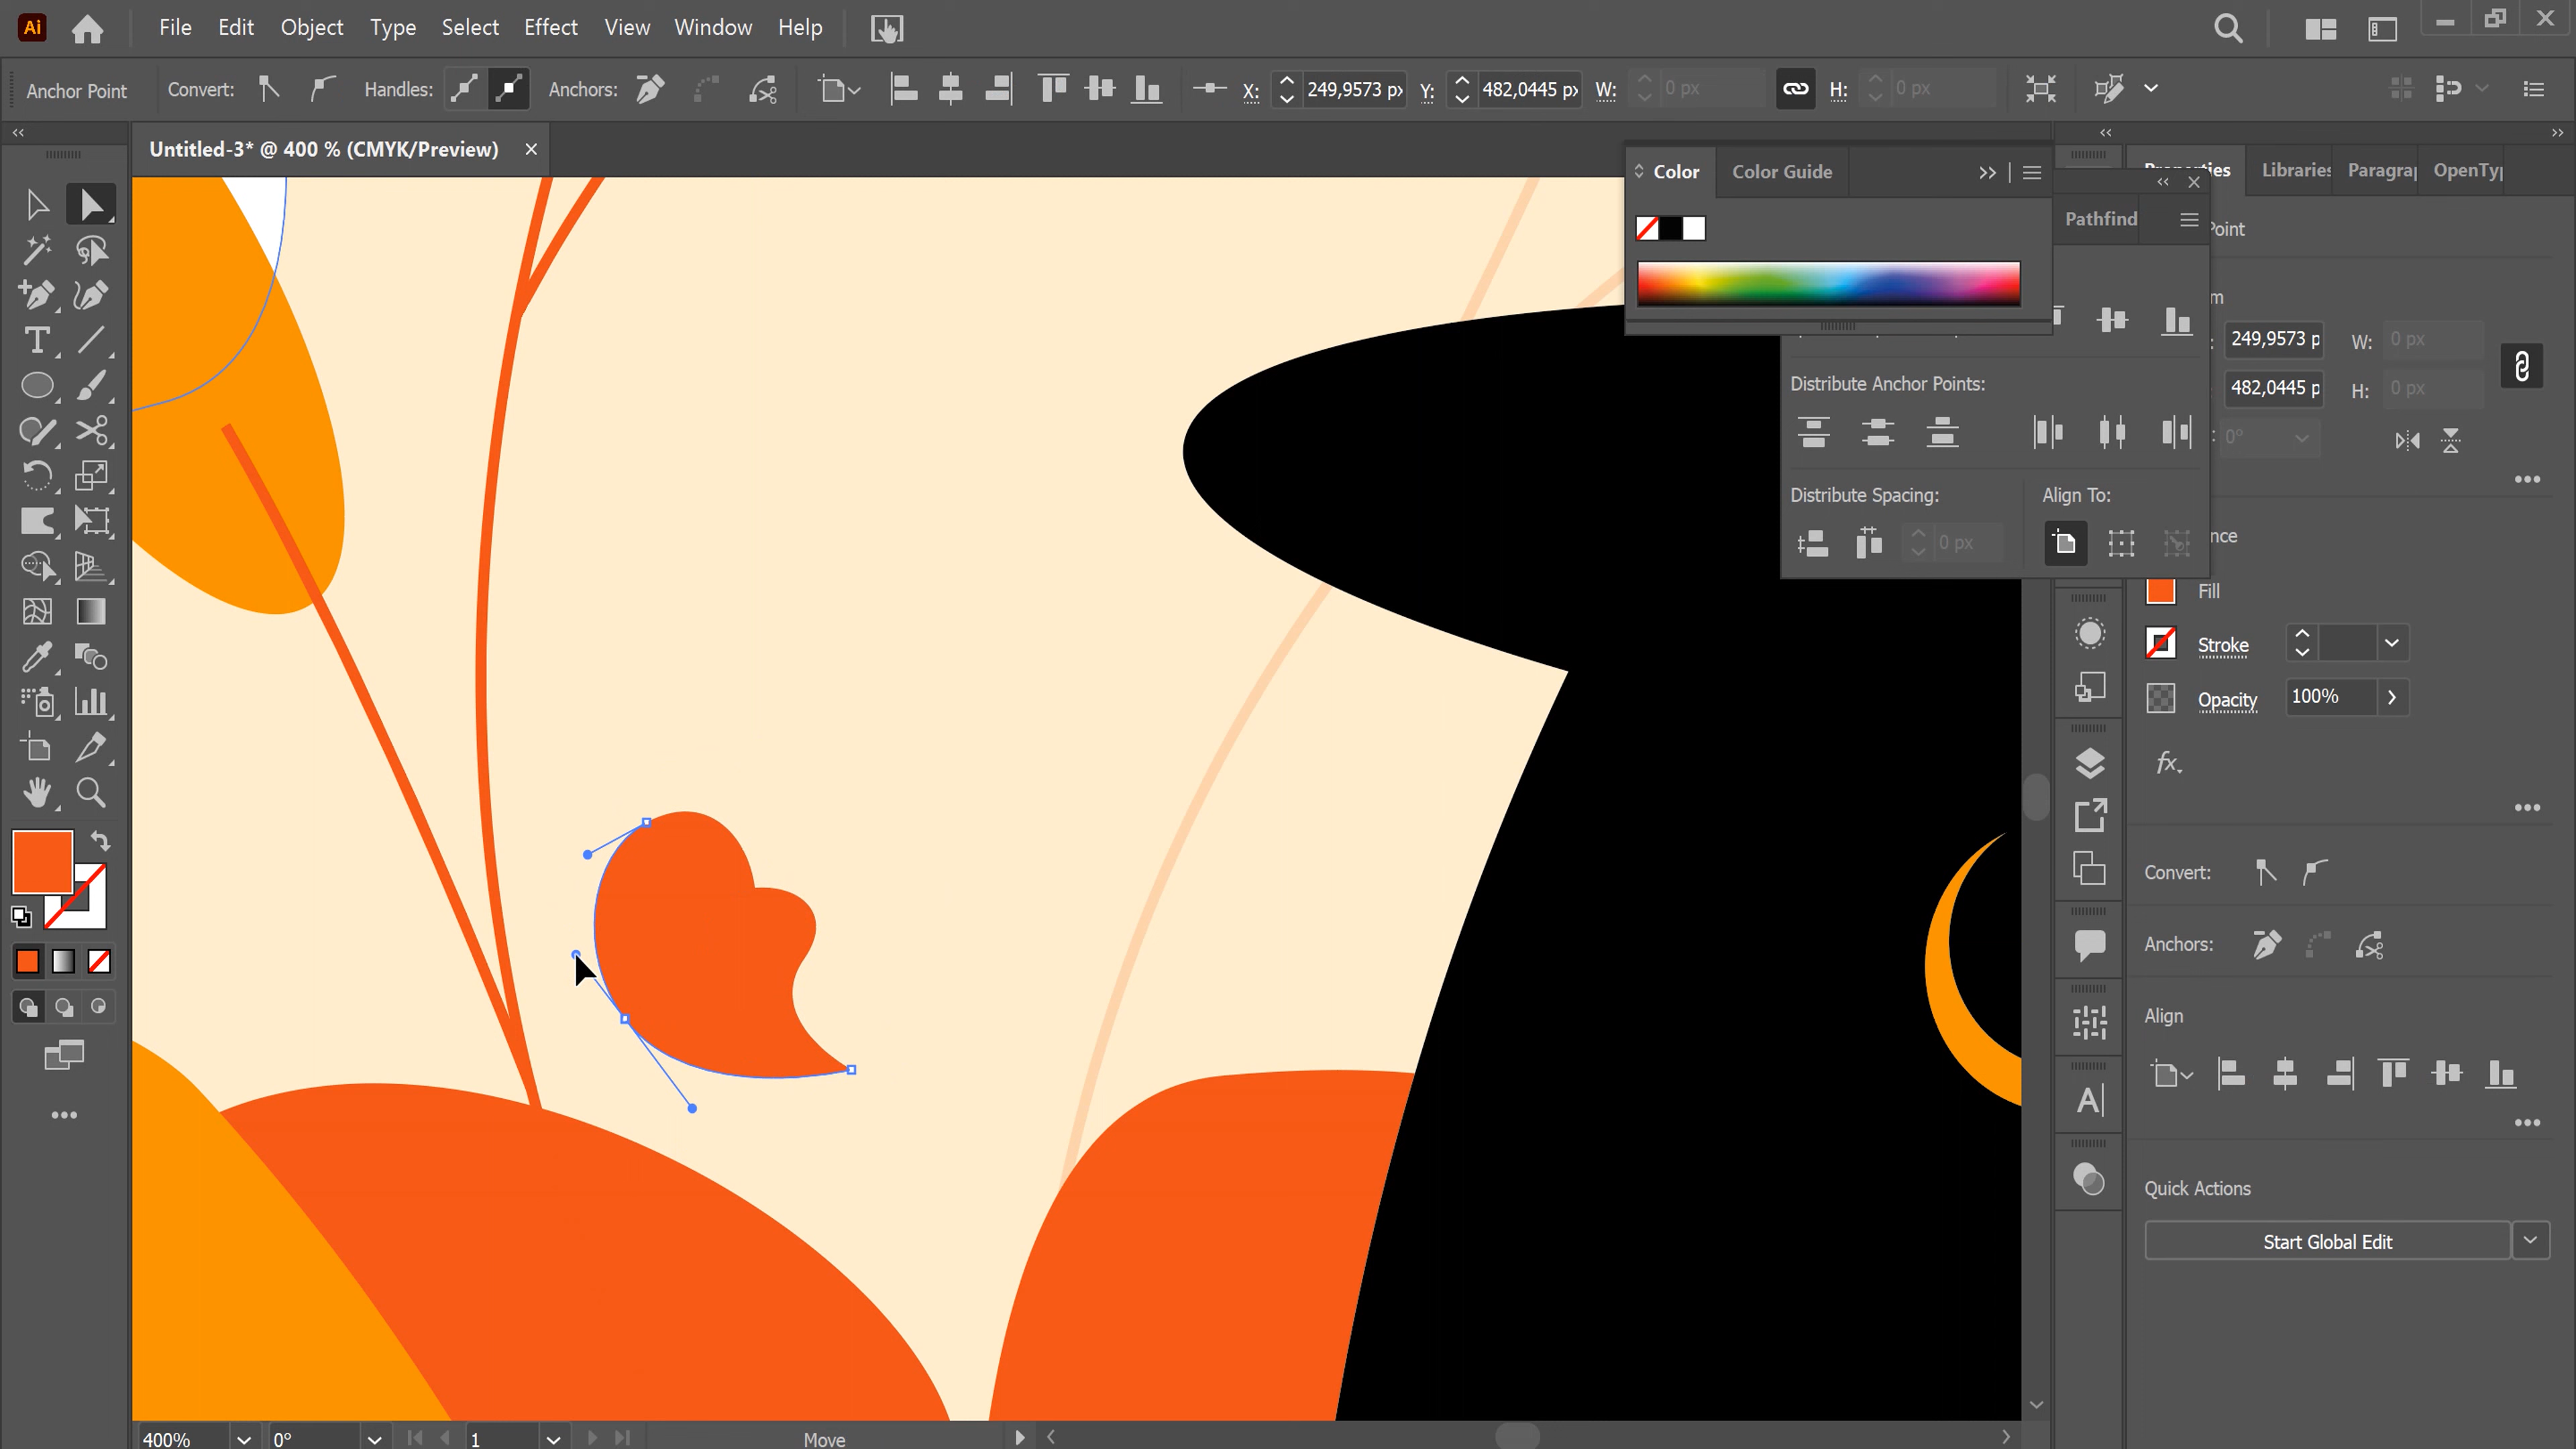 Ai File Edit Object Type Select Effect View Window Help
Anchor Point Convert: Handles: Anchors: X: 249,9573 px Y: 482,0445 px W: 0 px H: 0 px
Untitled-3* @ 400 % (CMYK/Preview)
Color Color Guide
Properties Libraries Paragra OpenTy
Pathfind
Point
m
249,9573 p W: 0 px
Distribute Anchor Points:
482,0445 p H: 0 px
0°
Distribute Spacing: Align To:
0 px
nce
Fill
Stroke
Opacity 100%
fx
Convert:
Anchors:
Align
Quick Actions
Start Global Edit
400% 0° 1 Move